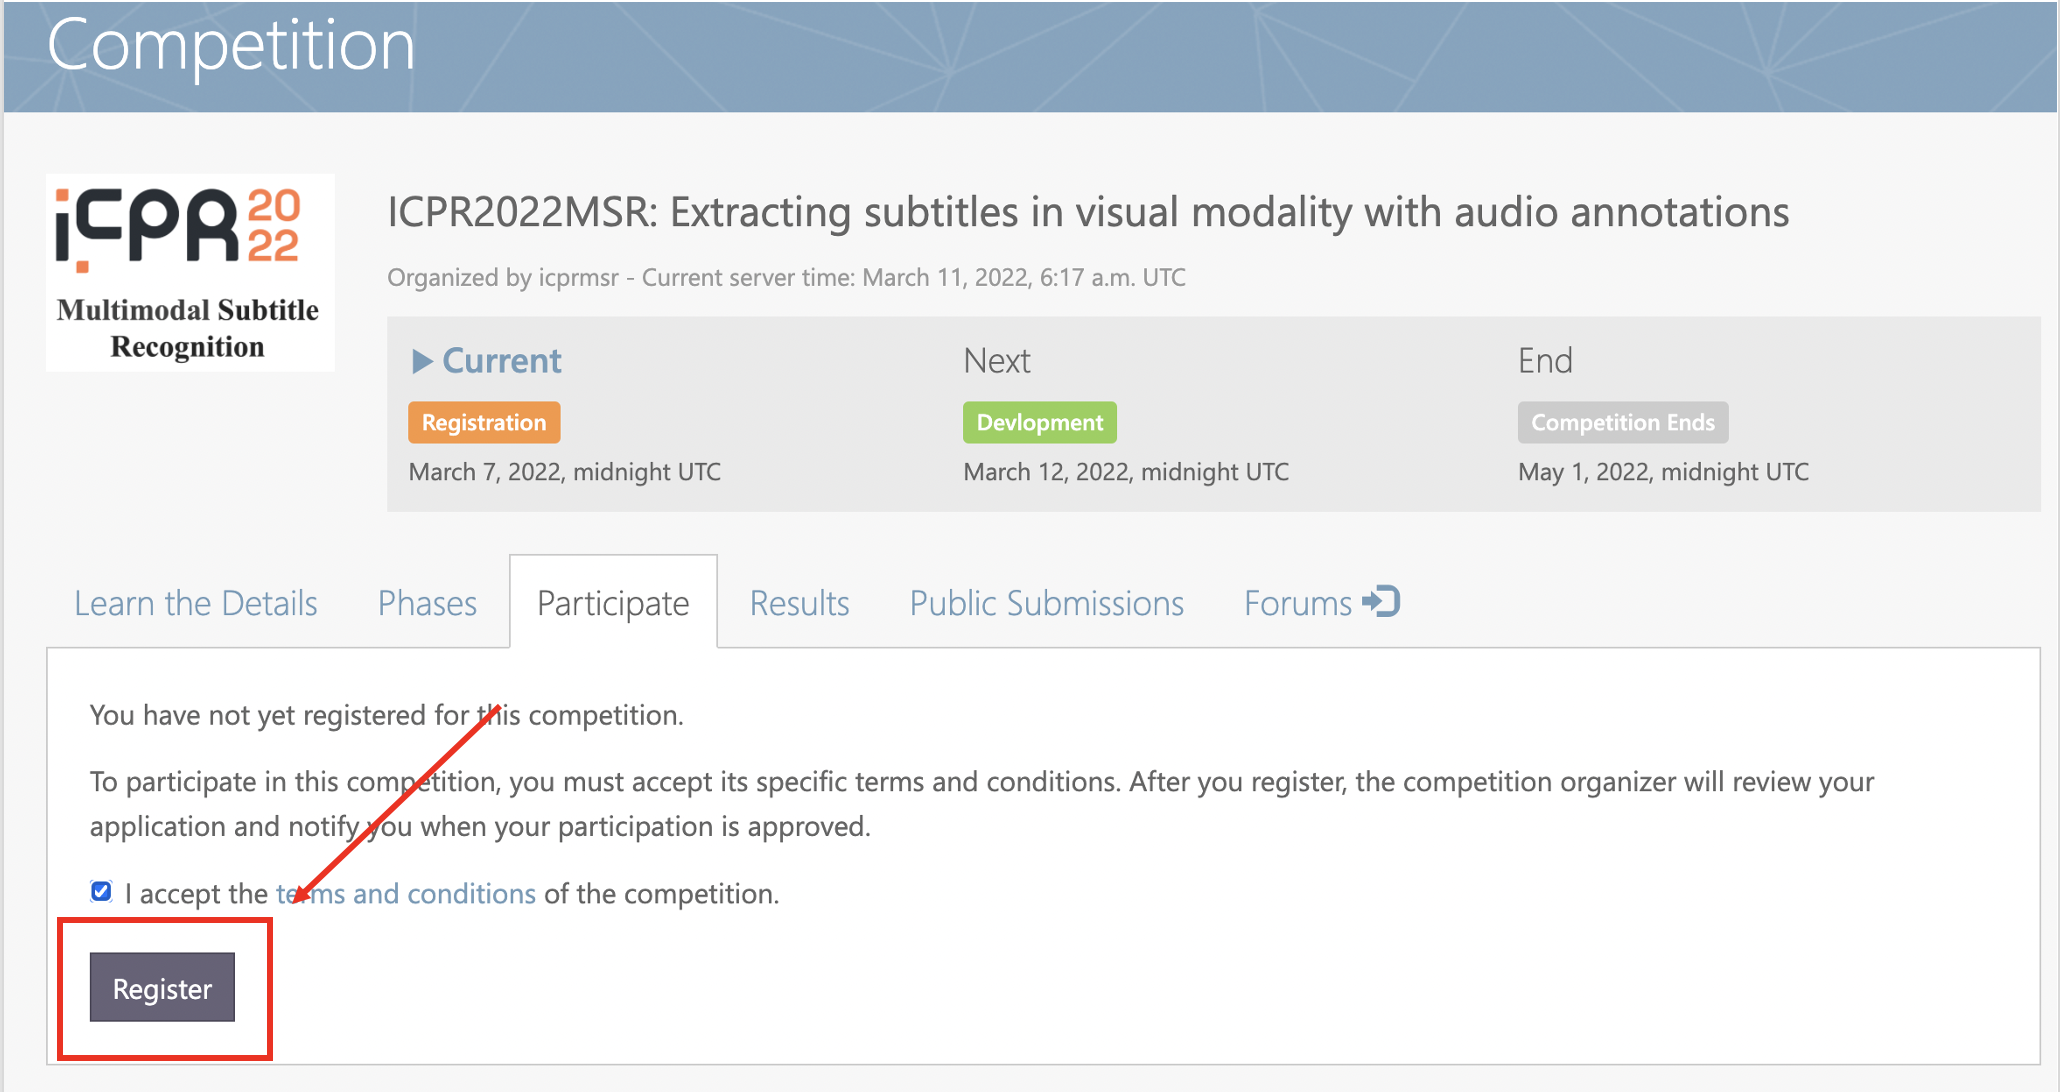 Competition
iCPR 20
22
Multimodal Subtitle
Recognition
ICPR2022MSR: Extracting subtitles in visual modality with audio annotations
Organized by icprmsr - Current server time: March 11, 2022, 6:17 a.m. UTC
Current
Next
End
Registration
Devlopment
Competition Ends
March 7, 2022, midnight UTC
March 12, 2022, midnight UTC
May 1, 2022, midnight UTC
Learn the Details
Phases
Participate
Results
Public Submissions
Forums
You have not yet registered for this competition.
To participate in this competition, you must accept its specific terms and conditions. After you register, the competition organizer will review your
application and notify you when your participation is approved.
I accept the terms and conditions of the competition.
Register